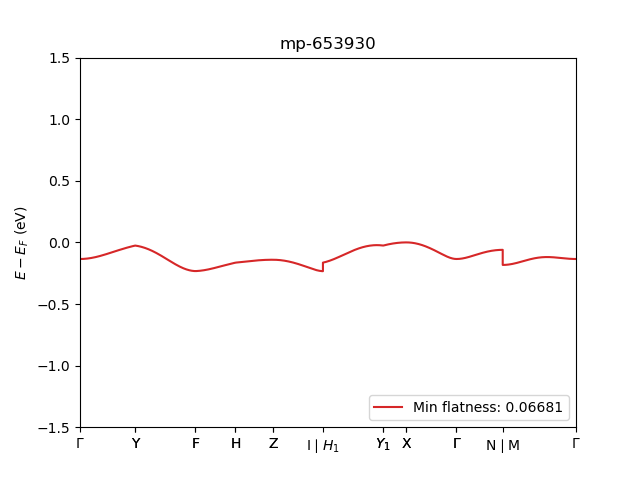 mp-653930
1.5
1.0
0.5
0.0
−0.5
−1.0
−1.5
E − E_F (eV)
Min flatness: 0.06681
Γ Y F H Z I | H₁ Y₁ X Γ N | M Γ